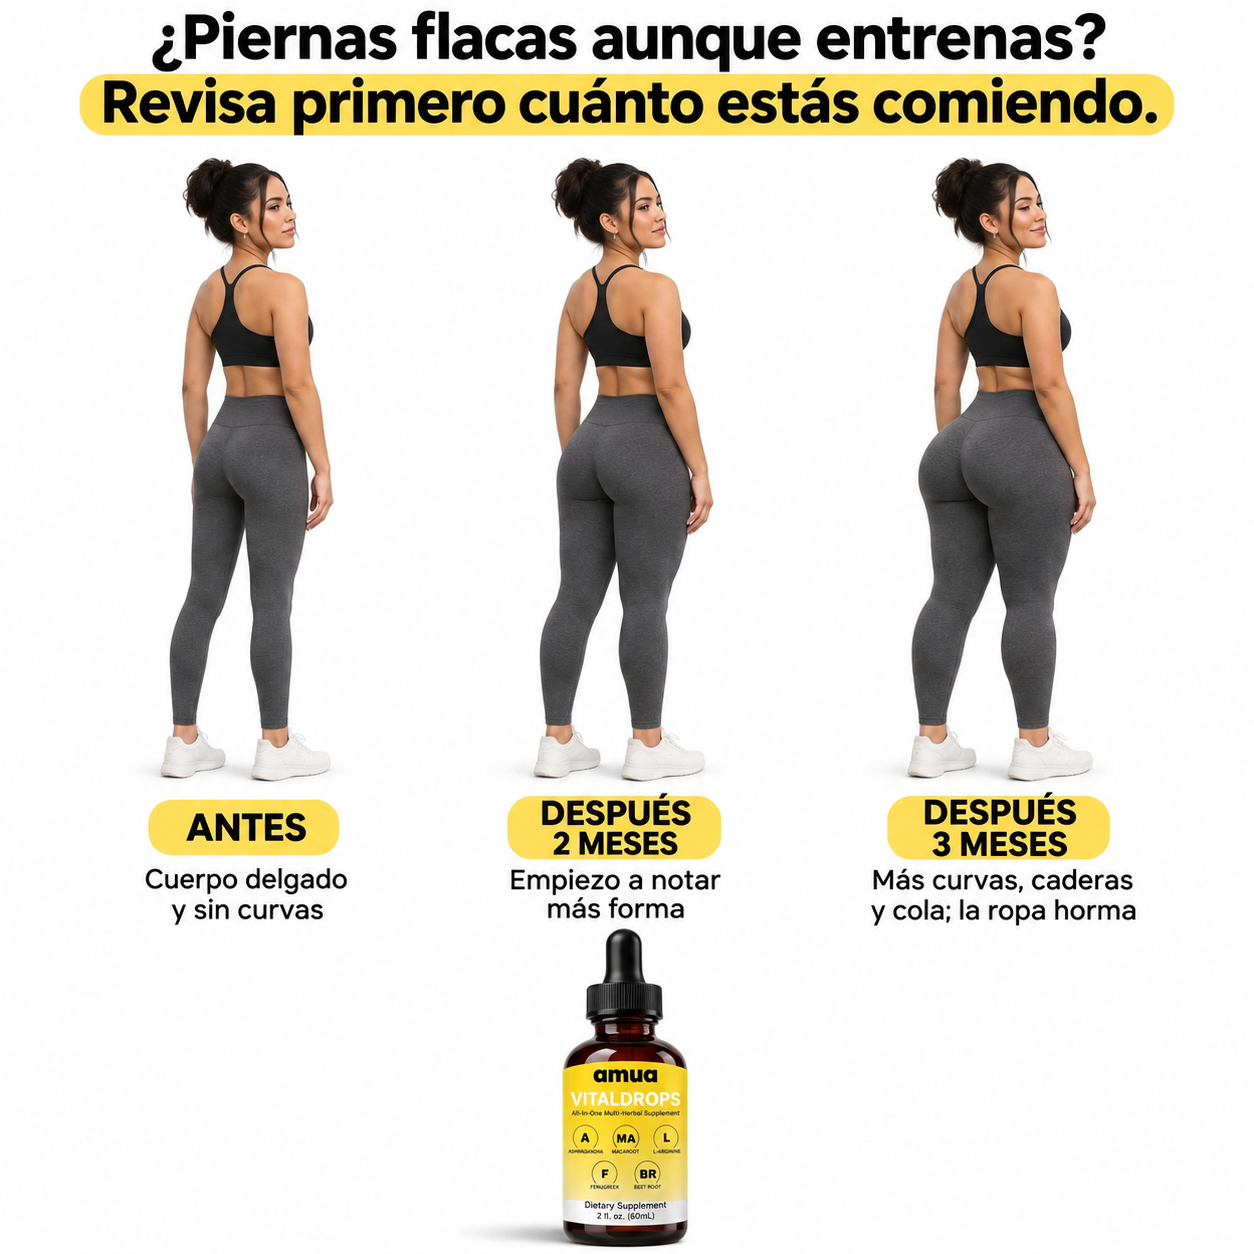 ¿Piernas flacas aunque entrenas?
Revisa primero cuánto estás comiendo.
ANTES
Cuerpo delgado
y sin curvas
DESPUÉS
2 MESES
Empiezo a notar
más forma
DESPUÉS
3 MESES
Más curvas, caderas
y cola; la ropa horma
amua
VITALDROPS
All-In-One Multi-Herbal Supplement
A
MA
L
ASHWAGANDHA
MACAROOT
L-ARGININE
F
BR
FENUGREEK
BEET ROOT
Dietary Supplement
2 fl. oz. (60mL)